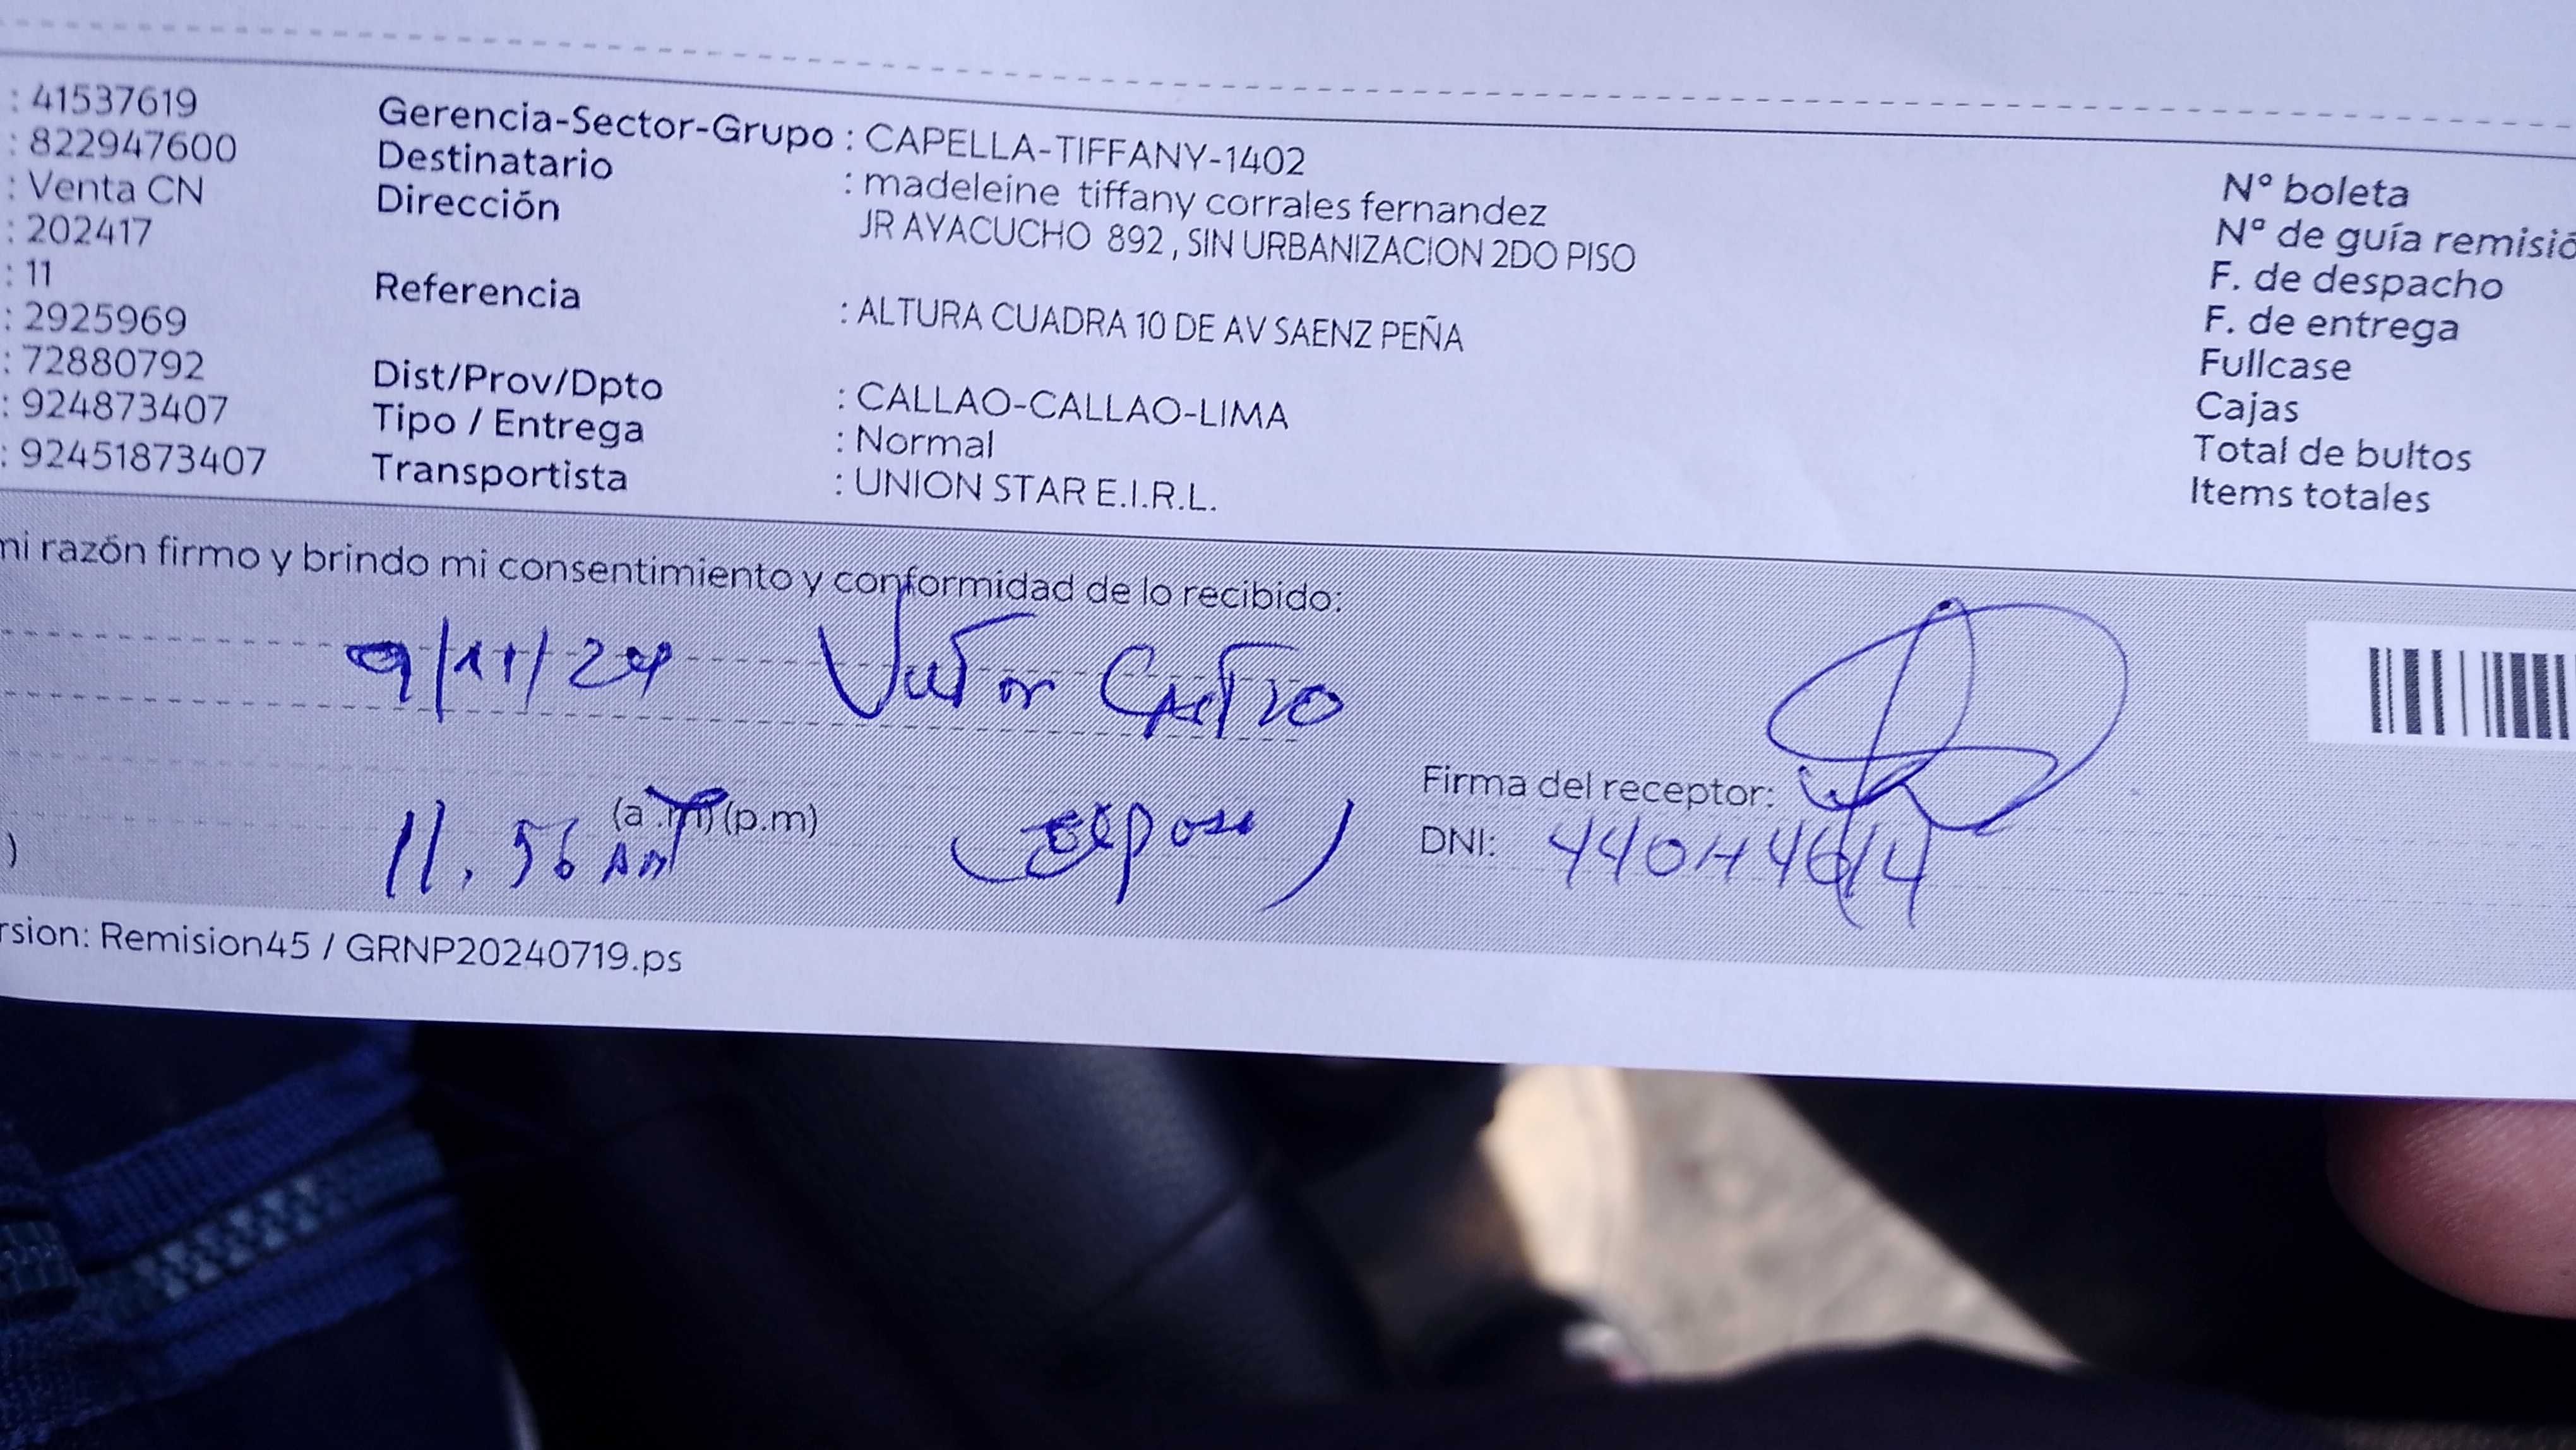 : 41537619
: 822947600
: Venta CN
: 202417
: 11
: 2925969
: 72880792
: 924873407
: 92451873407
Gerencia-Sector-Grupo : CAPELLA-TIFFANY-1402
Destinatario : madeleine tiffany corrales fernandez
Dirección JR AYACUCHO 892 , SIN URBANIZACION 2DO PISO
Referencia : ALTURA CUADRA 10 DE AV SAENZ PEÑA
Dist/Prov/Dpto : CALLAO-CALLAO-LIMA
Tipo / Entrega : Normal
Transportista : UNION STAR E.I.R.L.
N° boleta
N° de guía remisió
F. de despacho
F. de entrega
Fullcase
Cajas
Total de bultos
Items totales
mi razón firmo y brindo mi consentimiento y conformidad de lo recibido:
9/11/24 Victor Castro
11.56 AM (a.m) (p.m)
)
Firma del receptor:
DNI:
rsion: Remision45 / GRNP20240719.ps